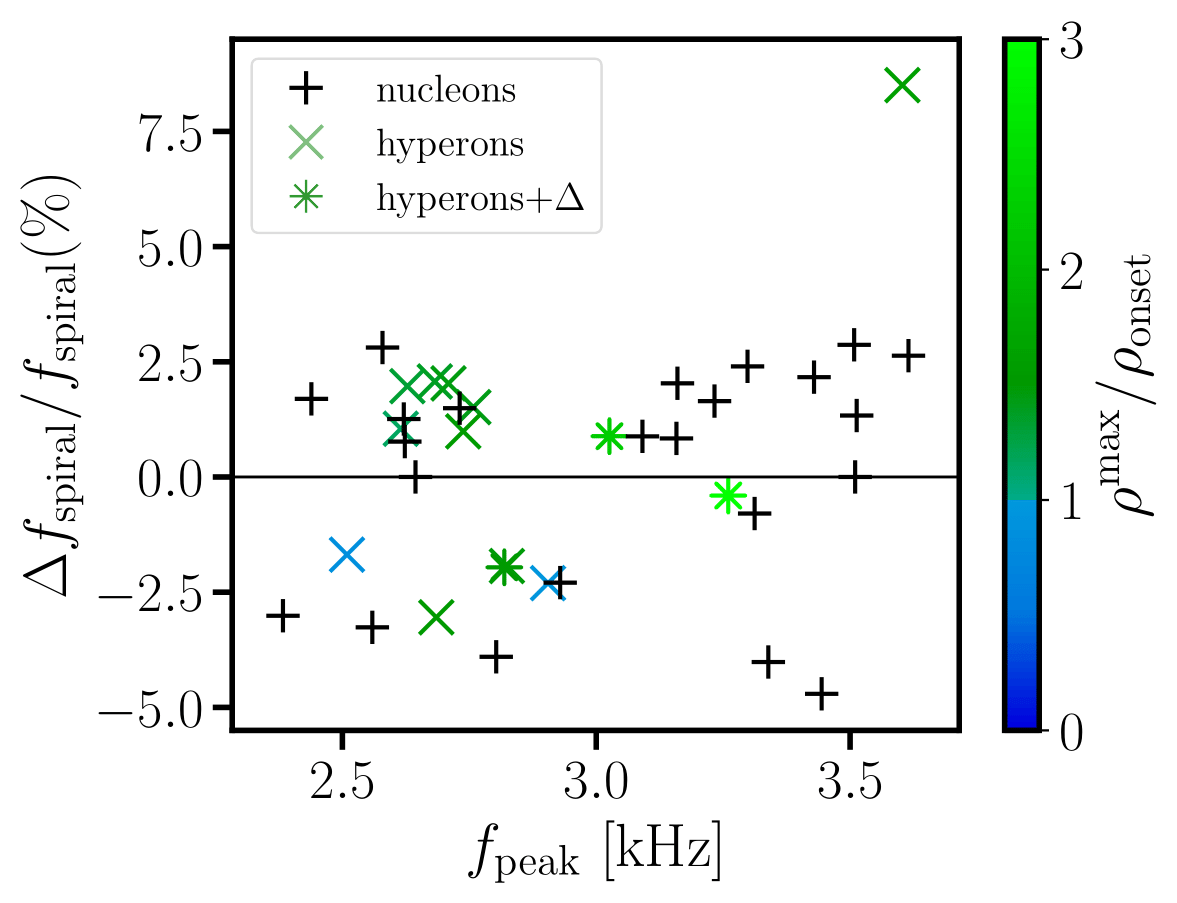 nucleons
hyperons
hyperons+Δ
7.5
5.0
2.5
0.0
−2.5
−5.0
2.5
3.0
3.5
f_peak [kHz]
Δf_spiral/f_spiral(%)
3
2
1
0
ρ^max/ρ_onset